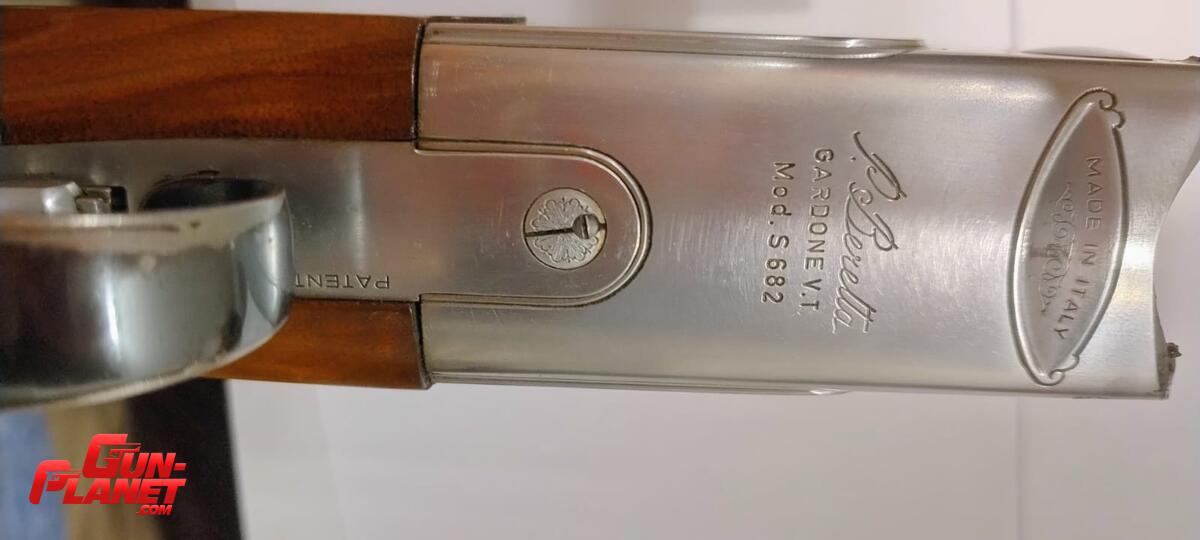 P. Beretta
GARDONE V.T.
Mod. S 682
MADE IN ITALY
PATENT
GUN-
PLANET
.COM